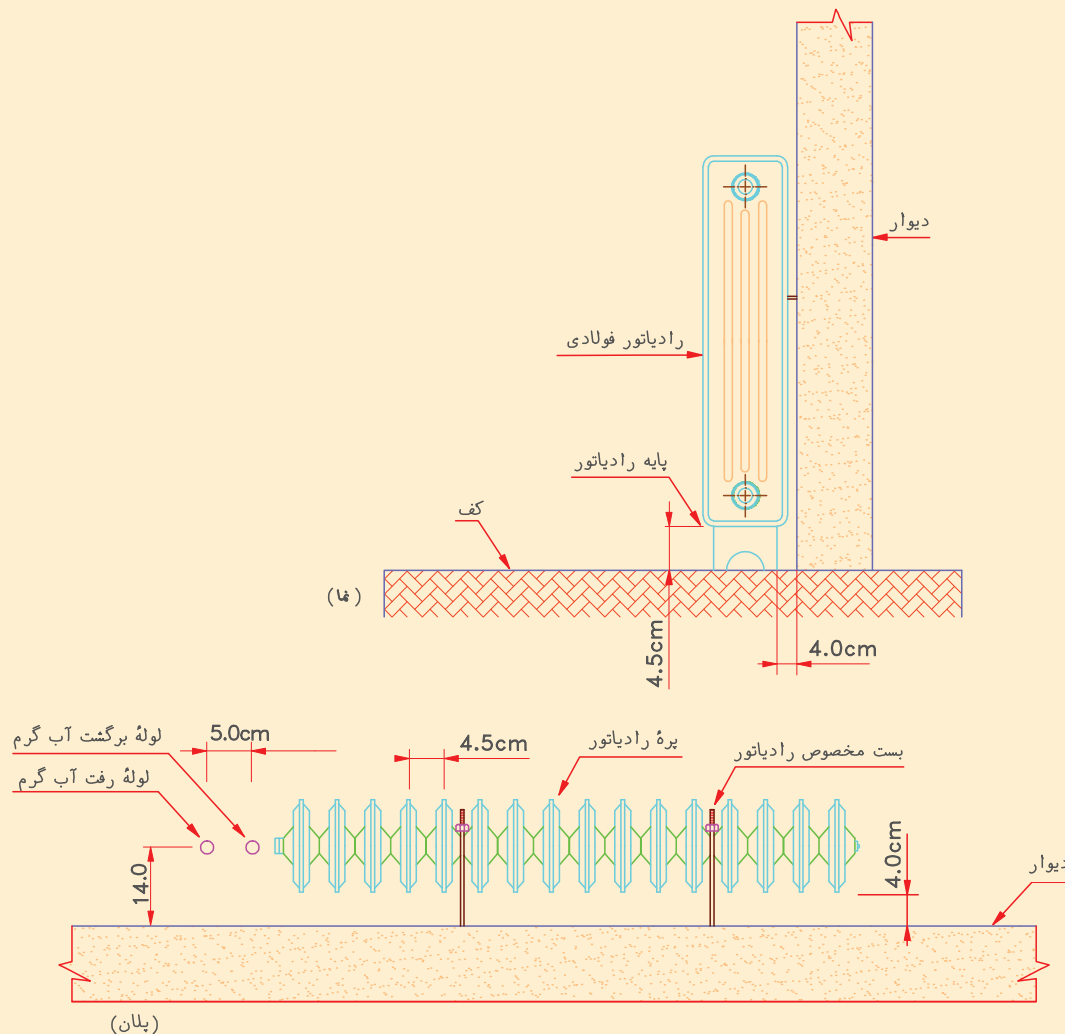 دیوار
رادیاتور فولادی
پایه رادیاتور
کف
(نما)
4.5cm
4.0cm
لولهٔ برگشت آب گرم
5.0cm
4.5cm
پرهٔ رادیاتور
بست مخصوص رادیاتور
لولهٔ رفت آب گرم
14.0
4.0cm
دیوار
(پلان)